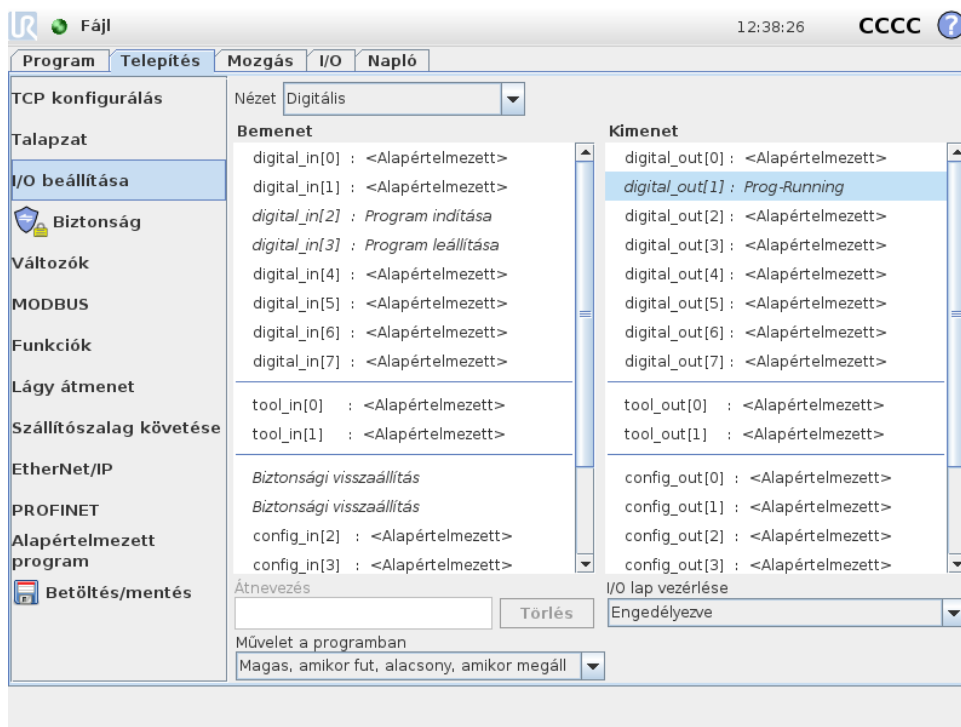 UR Fájl 12:38:26 CCCC ?
Program Telepítés Mozgás I/O Napló
TCP konfigurálás
Talapzat
I/O beállítása
Biztonság
Változók
MODBUS
Funkciók
Lágy átmenet
Szállítószalag követése
EtherNet/IP
PROFINET
Alapértelmezett
program
Betöltés/mentés
Nézet Digitális
Bemenet
digital_in[0] : <Alapértelmezett>
digital_in[1] : <Alapértelmezett>
digital_in[2] : Program indítása
digital_in[3] : Program leállítása
digital_in[4] : <Alapértelmezett>
digital_in[5] : <Alapértelmezett>
digital_in[6] : <Alapértelmezett>
digital_in[7] : <Alapértelmezett>
tool_in[0] : <Alapértelmezett>
tool_in[1] : <Alapértelmezett>
Biztonsági visszaállítás
Biztonsági visszaállítás
config_in[2] : <Alapértelmezett>
config_in[3] : <Alapértelmezett>
Kimenet
digital_out[0] : <Alapértelmezett>
digital_out[1] : Prog-Running
digital_out[2] : <Alapértelmezett>
digital_out[3] : <Alapértelmezett>
digital_out[4] : <Alapértelmezett>
digital_out[5] : <Alapértelmezett>
digital_out[6] : <Alapértelmezett>
digital_out[7] : <Alapértelmezett>
tool_out[0] : <Alapértelmezett>
tool_out[1] : <Alapértelmezett>
config_out[0] : <Alapértelmezett>
config_out[1] : <Alapértelmezett>
config_out[2] : <Alapértelmezett>
config_out[3] : <Alapértelmezett>
Átnevezés
Törlés
I/O lap vezérlése
Engedélyezve
Művelet a programban
Magas, amikor fut, alacsony, amikor megáll